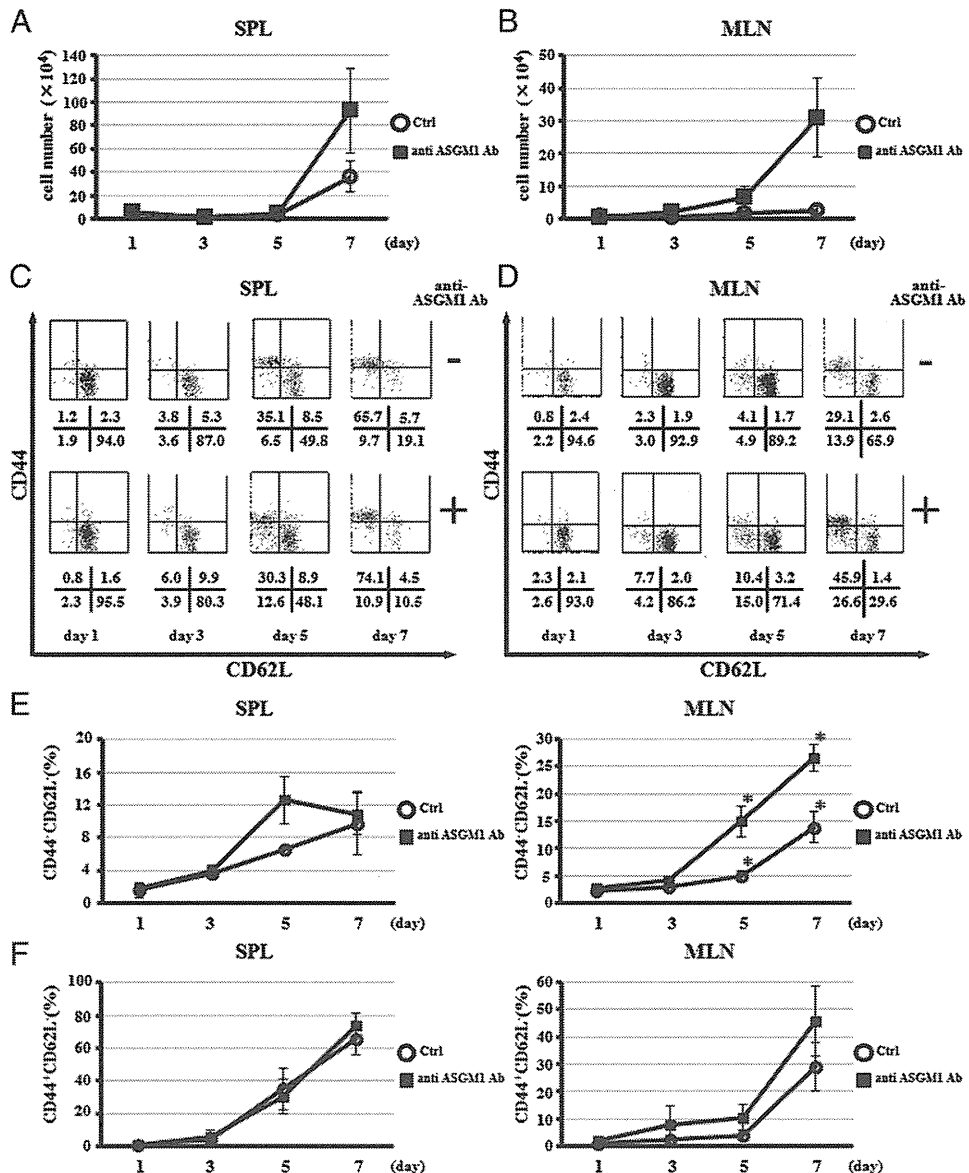 A
SPL
cell number (×10⁴)
140
120
100
80
60
40
20
0
1 3 5 7 (day)
Ctrl
anti ASGM1 Ab
B
MLN
cell number (×10⁴)
50
40
30
20
10
0
1 3 5 7 (day)
Ctrl
anti ASGM1 Ab
C
SPL
anti-
ASGM1 Ab
CD44
−
1.2 2.3 3.8 5.3 35.1 8.5 65.7 5.7
1.9 94.0 3.6 87.0 6.5 49.8 9.7 19.1
+
0.8 1.6 6.0 9.9 30.3 8.9 74.1 4.5
2.3 95.5 3.9 80.3 12.6 48.1 10.9 10.5
day 1 day 3 day 5 day 7
CD62L
D
MLN
anti-
ASGM1 Ab
−
0.8 2.4 2.3 1.9 4.1 1.7 29.1 2.6
2.2 94.6 3.0 92.9 4.9 89.2 13.9 65.9
+
2.3 2.1 7.7 2.0 10.4 3.2 45.9 1.4
2.6 93.0 4.2 86.2 15.0 71.4 26.6 29.6
day 1 day 3 day 5 day 7
CD62L
E
SPL
CD44⁻CD62L⁻(%)
20
16
12
8
4
0
1 3 5 7 (day)
Ctrl
anti ASGM1 Ab
MLN
CD44⁻CD62L⁻(%)
30
25
20
15
10
5
0
* * * *
1 3 5 7 (day)
Ctrl
anti ASGM1 Ab
F
SPL
CD44⁺CD62L⁻(%)
100
80
60
40
20
0
1 3 5 7 (day)
Ctrl
anti ASGM1 Ab
MLN
CD44⁺CD62L⁻(%)
60
50
40
30
20
10
0
1 3 5 7 (day)
Ctrl
anti ASGM1 Ab